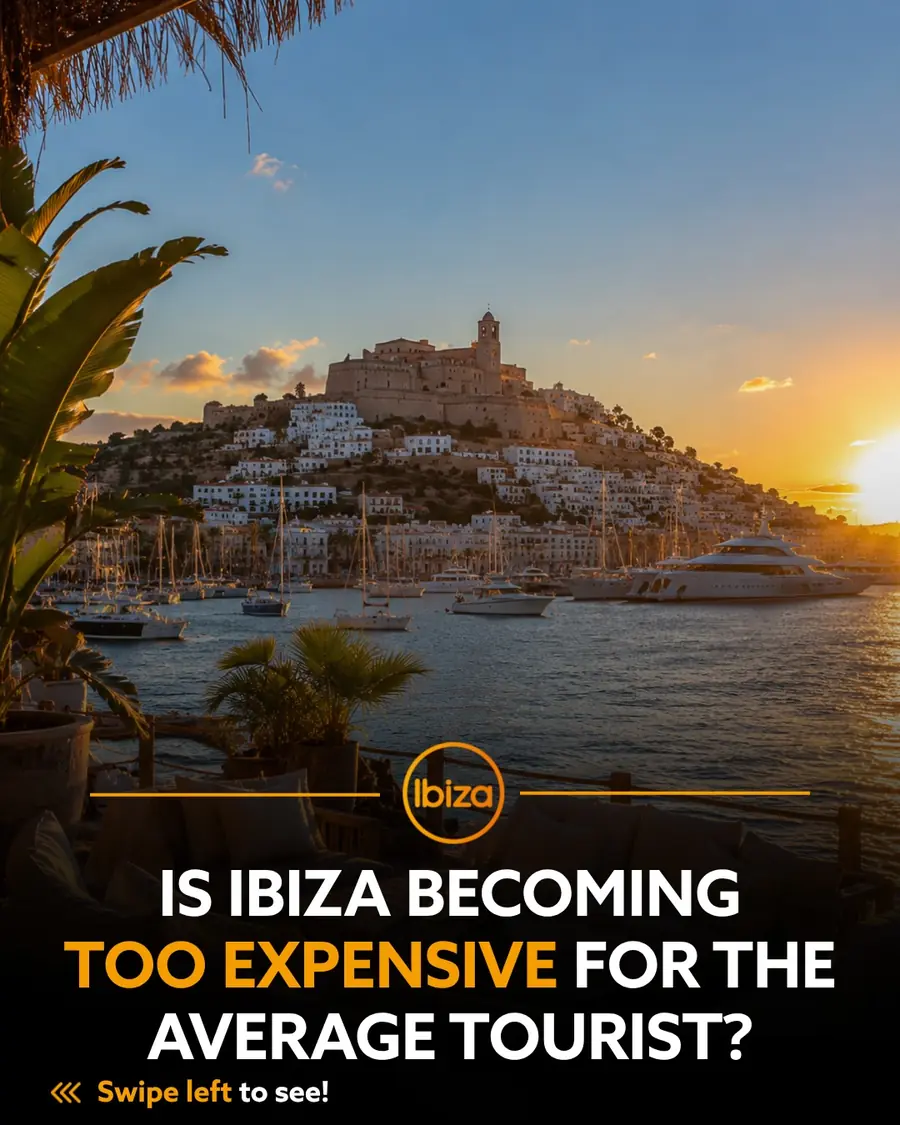 Ibiza
IS IBIZA BECOMING
TOO EXPENSIVE FOR THE
AVERAGE TOURIST?
Swipe left to see!